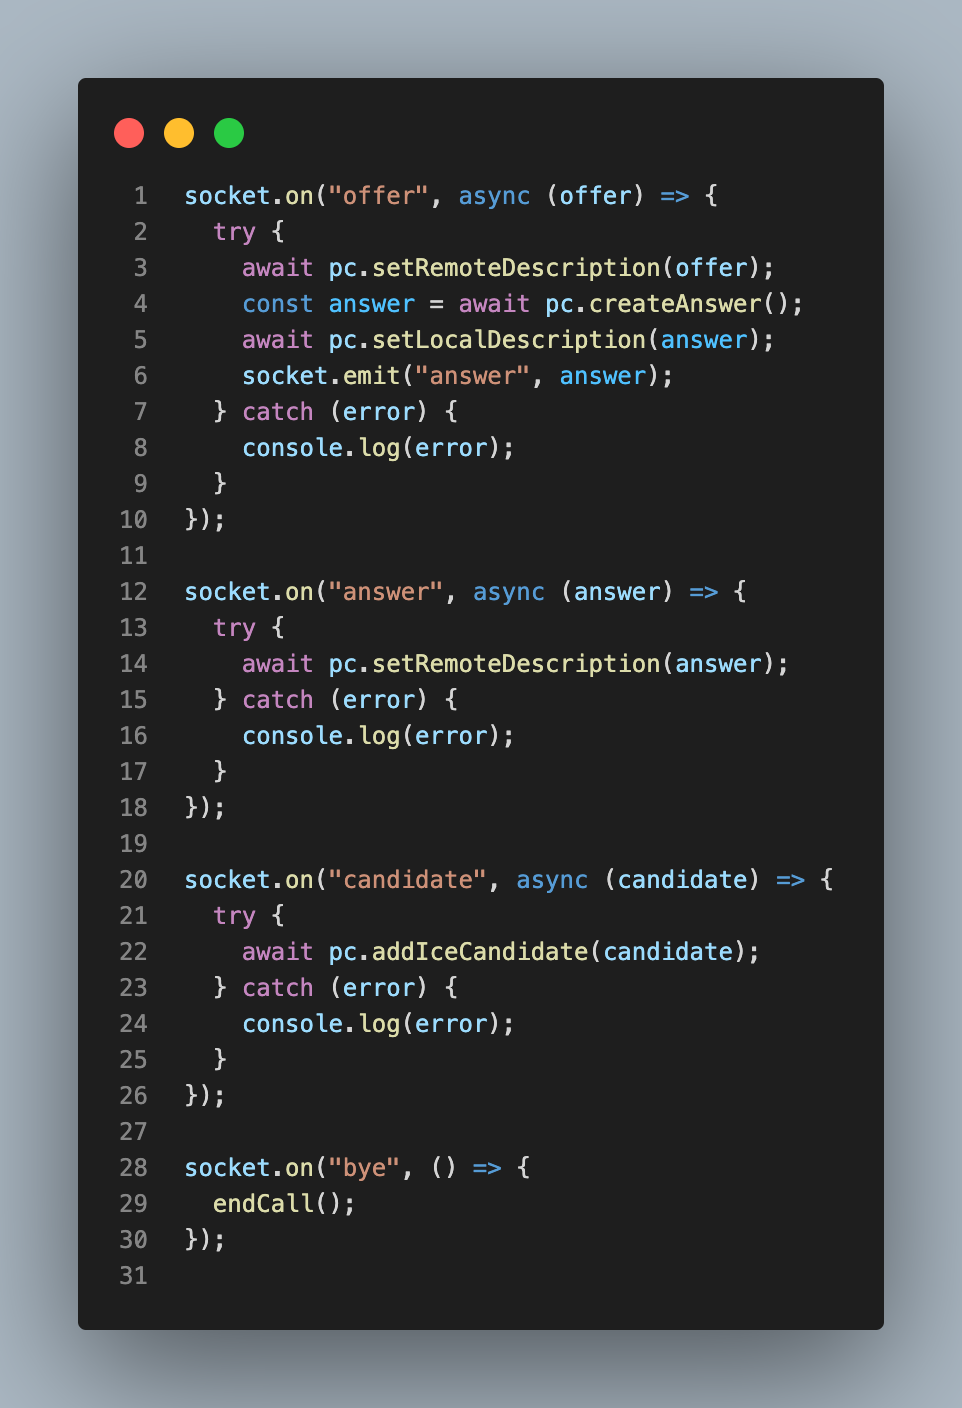 1 socket.on("offer", async (offer) => {
2   try {
3     await pc.setRemoteDescription(offer);
4     const answer = await pc.createAnswer();
5     await pc.setLocalDescription(answer);
6     socket.emit("answer", answer);
7   } catch (error) {
8     console.log(error);
9   }
10 });
11
12 socket.on("answer", async (answer) => {
13   try {
14     await pc.setRemoteDescription(answer);
15   } catch (error) {
16     console.log(error);
17   }
18 });
19
20 socket.on("candidate", async (candidate) => {
21   try {
22     await pc.addIceCandidate(candidate);
23   } catch (error) {
24     console.log(error);
25   }
26 });
27
28 socket.on("bye", () => {
29   endCall();
30 });
31